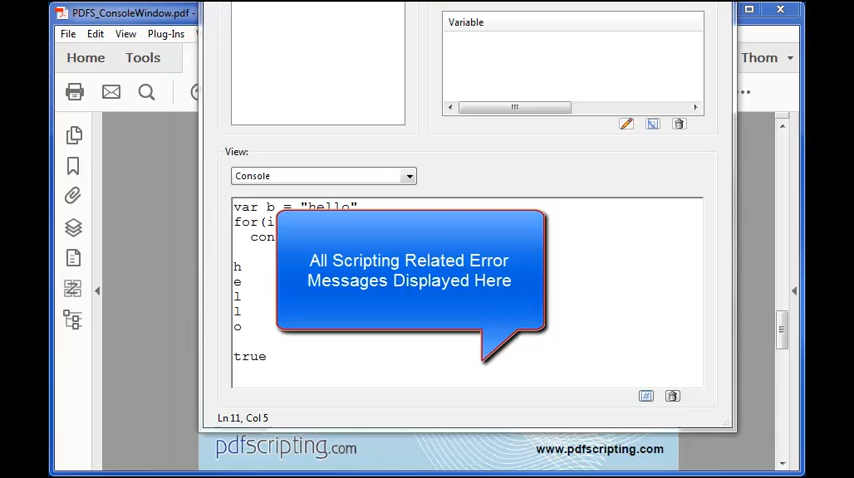 PDFS_ConsoleWindow.pdf -
File Edit View Plug-Ins
Home Tools
Thom
Variable
View:
Console
var b = "hello"
for(i
con
All Scripting Related Error
Messages Displayed Here
h
e
l
l
o
true
Ln 11, Col 5
pdfscripting.com
www.pdfscripting.com